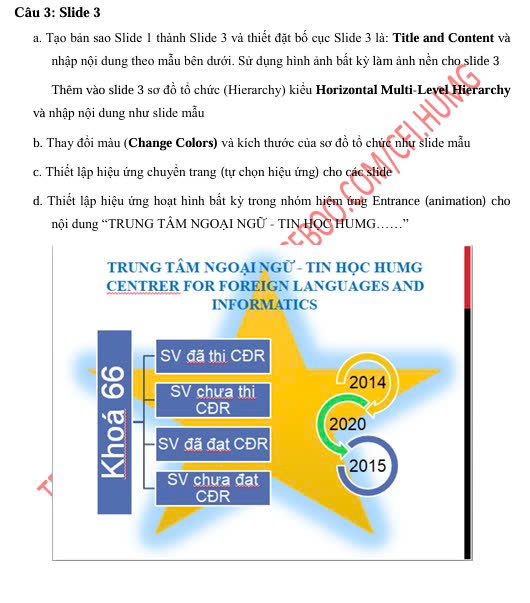 Câu 3: Slide 3
a. Tạo bản sao Slide 1 thành Slide 3 và thiết đặt bố cục Slide 3 là: Title and Content và
nhập nội dung theo mẫu bên dưới. Sử dụng hình ảnh bất kỳ làm ảnh nền cho slide 3
Thêm vào slide 3 sơ đồ tổ chức (Hierarchy) kiểu Horizontal Multi-Level Hierarchy
và nhập nội dung như slide mẫu
b. Thay đổi màu (Change Colors) và kích thước của sơ đồ tổ chức như slide mẫu
c. Thiết lập hiệu ứng chuyển trang (tự chọn hiệu ứng) cho các slide
d. Thiết lập hiệu ứng hoạt hình bất kỳ trong nhóm hiệm ứng Entrance (animation) cho
nội dung “TRUNG TÂM NGOẠI NGỮ - TIN HỌC HUMG……”
TRUNG TÂM NGOẠI NGỮ - TIN HỌC HUMG
CENTRER FOR FOREIGN LANGUAGES AND
INFORMATICS
Khoá 66
SV đã thi CĐR
SV chưa thi
CĐR
SV đã đạt CĐR
SV chưa đạt
CĐR
2014
2020
2015